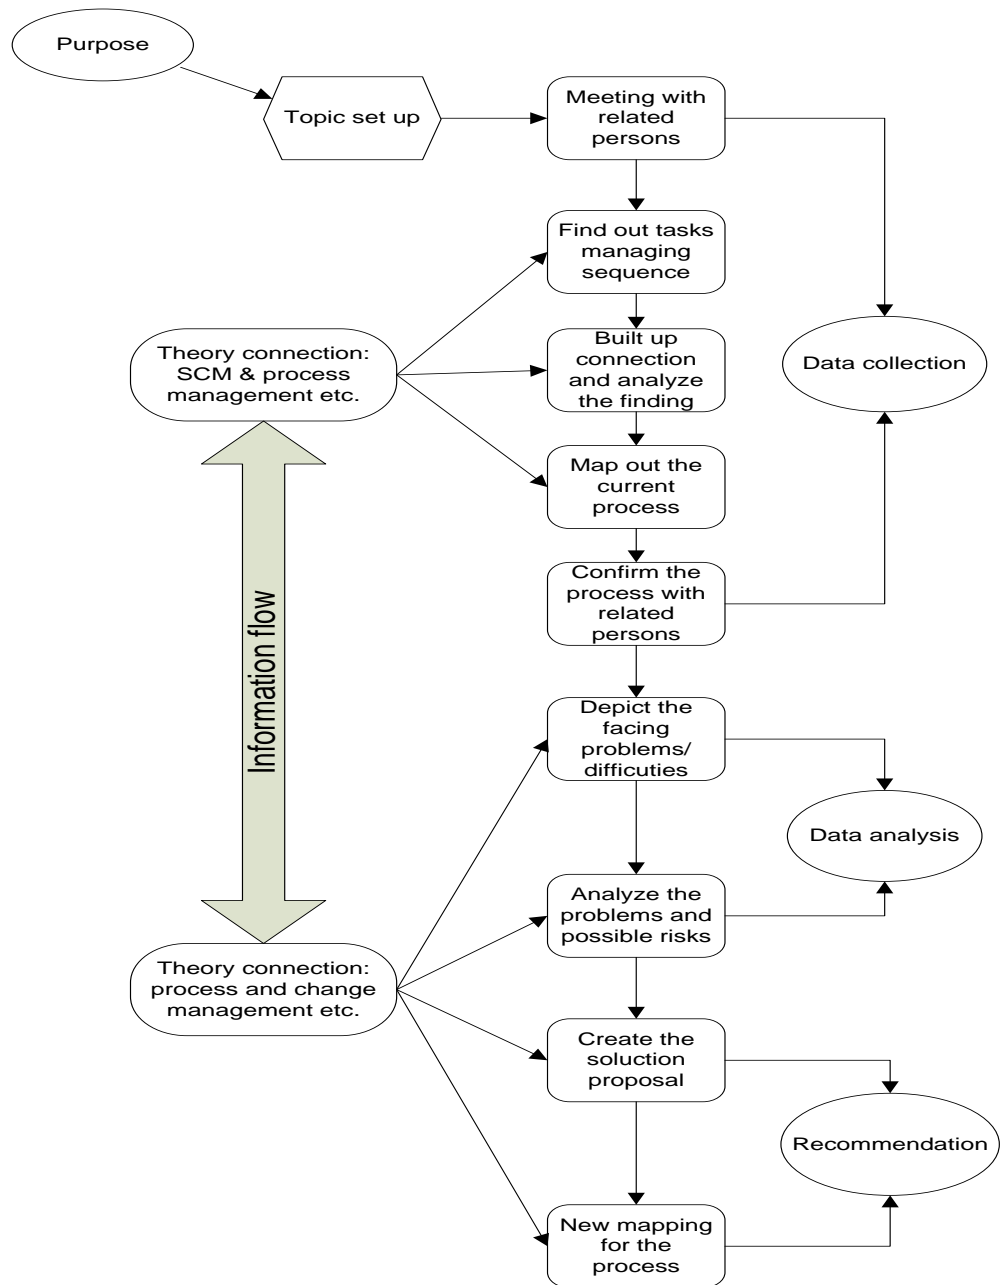 Purpose
Topic set up
Meeting with
related
persons
Find out tasks
managing
sequence
Theory connection:
SCM & process
management etc.
Built up
connection
and analyze
the finding
Data collection
Map out the
current
process
Confirm the
process with
related
persons
Information flow
Depict the
facing
problems/
difficuties
Data analysis
Analyze the
problems and
possible risks
Theory connection:
process and change
management etc.
Create the
soluction
proposal
Recommendation
New mapping
for the
process